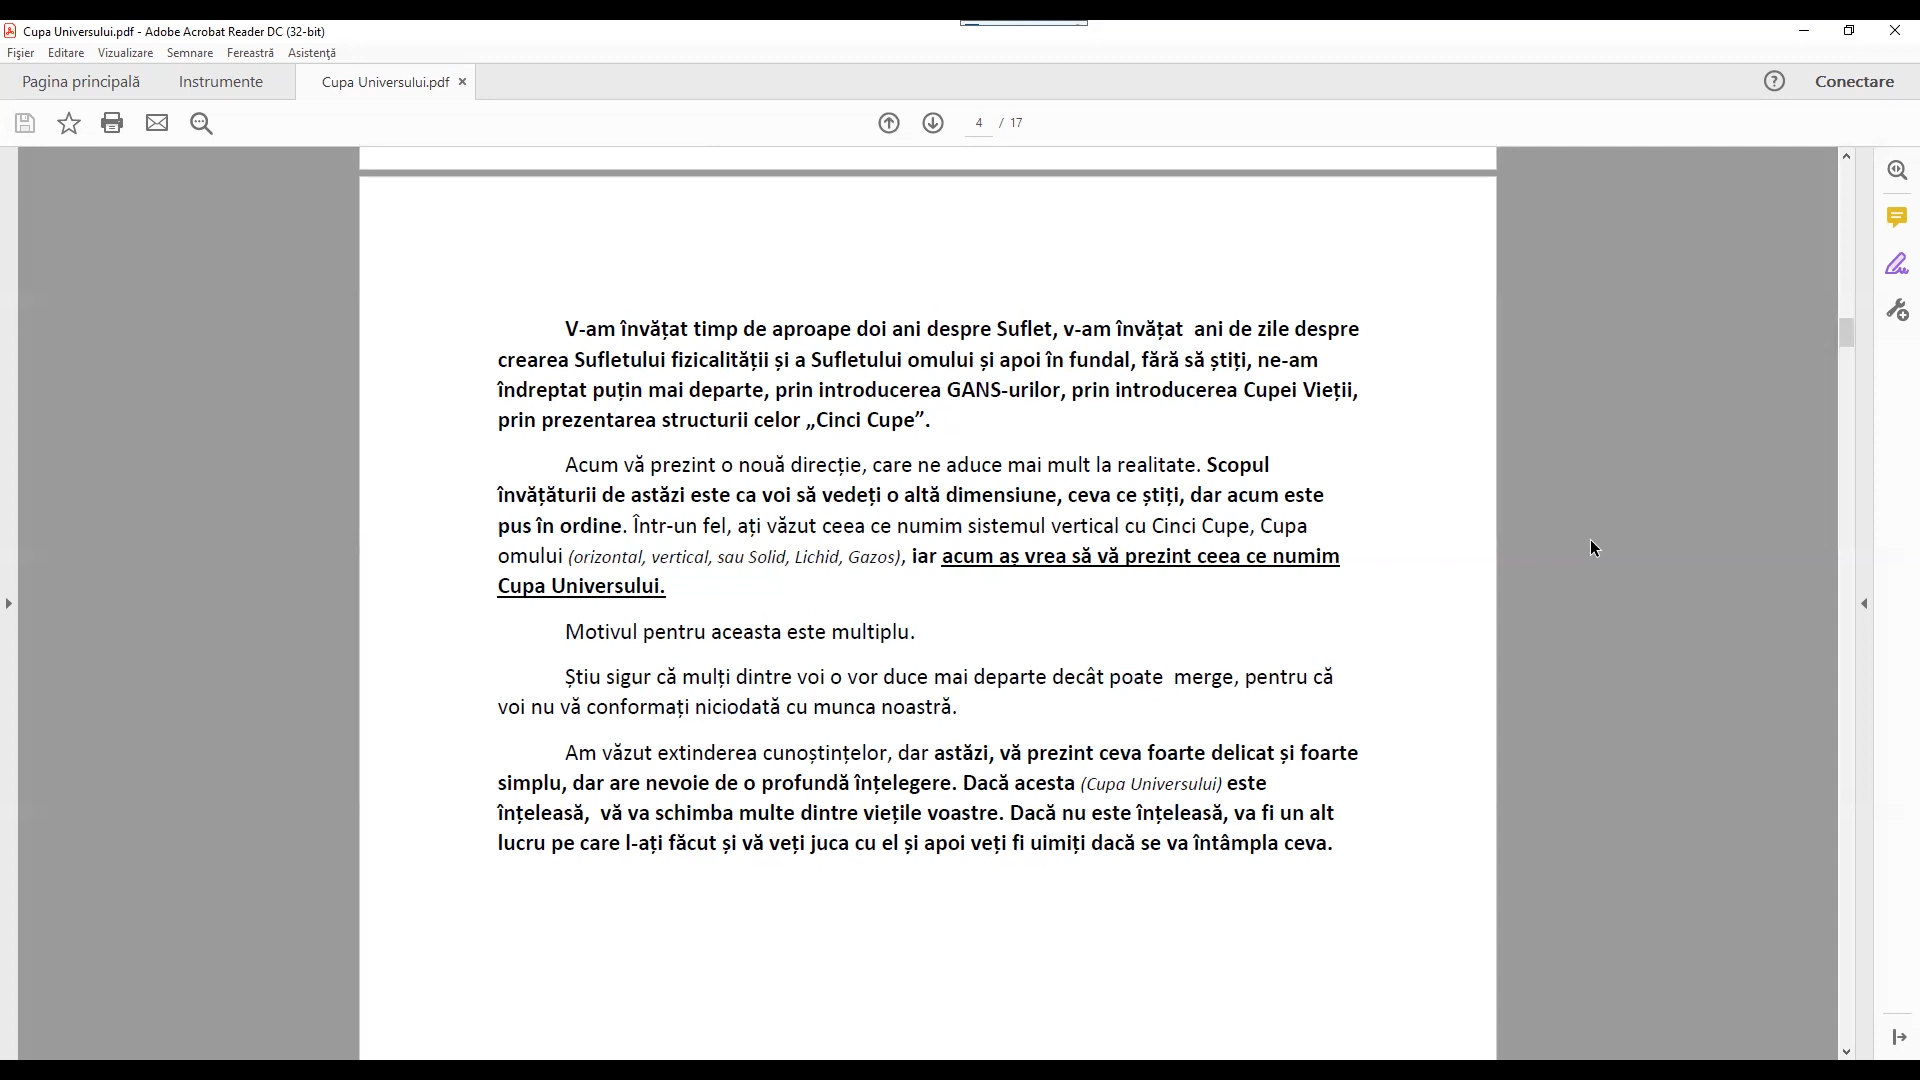 Cupa Universului.pdf - Adobe Acrobat Reader DC (32-bit)
Fișier Editare Vizualizare Semnare Fereastră Asistență
Pagina principală Instrumente Cupa Universului.pdf × Conectare
4 / 17
V-am învățat timp de aproape doi ani despre Suflet, v-am învățat ani de zile despre
crearea Sufletului fizicalității și a Sufletului omului și apoi în fundal, fără să știți, ne-am
îndreptat puțin mai departe, prin introducerea GANS-urilor, prin introducerea Cupei Vieții,
prin prezentarea structurii celor „Cinci Cupe”.
Acum vă prezint o nouă direcție, care ne aduce mai mult la realitate. Scopul
învățăturii de astăzi este ca voi să vedeți o altă dimensiune, ceva ce știți, dar acum este
pus în ordine. Într-un fel, ați văzut ceea ce numim sistemul vertical cu Cinci Cupe, Cupa
omului (orizontal, vertical, sau Solid, Lichid, Gazos), iar acum aș vrea să vă prezint ceea ce numim
Cupa Universului.
Motivul pentru aceasta este multiplu.
Știu sigur că mulți dintre voi o vor duce mai departe decât poate merge, pentru că
voi nu vă conformați niciodată cu munca noastră.
Am văzut extinderea cunoștințelor, dar astăzi, vă prezint ceva foarte delicat și foarte
simplu, dar are nevoie de o profundă înțelegere. Dacă acesta (Cupa Universului) este
înțeleasă, vă va schimba multe dintre viețile voastre. Dacă nu este înțeleasă, va fi un alt
lucru pe care l-ați făcut și vă veți juca cu el și apoi veți fi uimiți dacă se va întâmpla ceva.